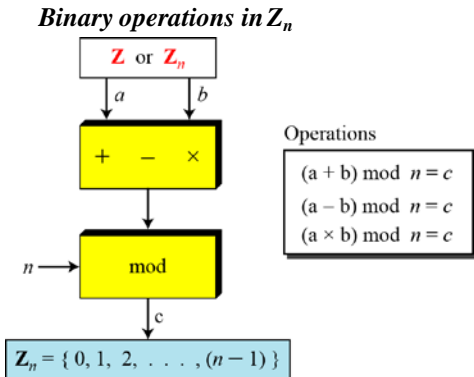 Binary operations in Zn
Z or Zn
a b
+ − ×
Operations
(a + b) mod n = c
(a – b) mod n = c
(a × b) mod n = c
n
mod
c
Zn = { 0, 1, 2, . . . . , (n − 1) }